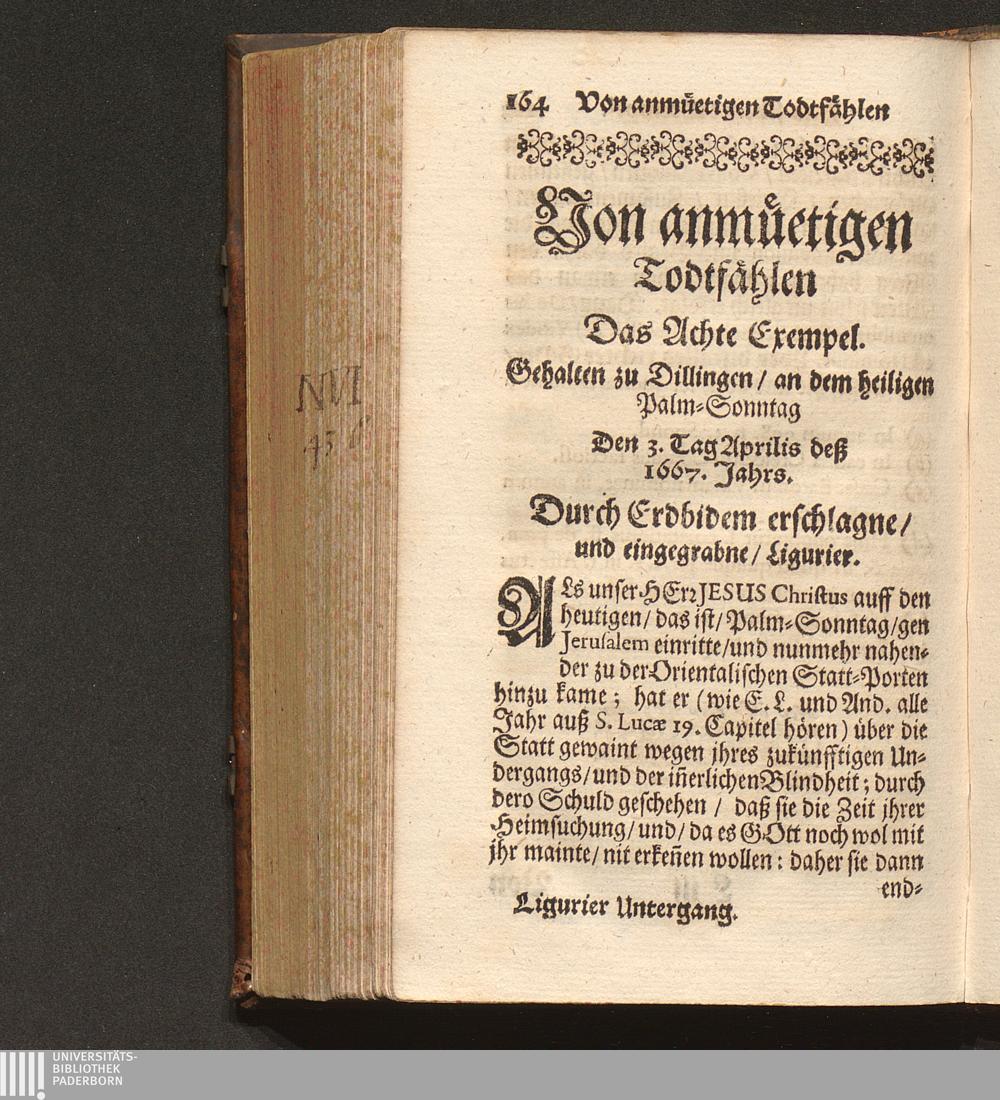 164 Von anmüetigen Todtfählen
Von anmüetigen
Todtfählen
Das Achte Exempel.
Gehalten zu Dillingen / an dem heiligen
Palm-Sonntag
Den 3. Tag Aprilis deß
1667. Jahrs.
Durch Erdbidem erschlagne /
und eingegrabne / Ligurier.
ALs unser HErr JESUS Christus auff den
heutigen / das ist / Palm-Sonntag / gen
Jerusalem einritte / und nunmehr nahen-
der zu der Orientalischen Statt-Porten
hinzu kame ; hat er (wie E. L. und And. alle
Jahr auß S. Lucæ 19. Capitel hören) über die
Statt gewaint wegen jhres zukünfftigen Un-
dergangs / und der iñerlichen Blindheit ; durch
dero Schuld geschehen / daß sie die Zeit jhrer
Heimsuchung / und / da es GOtt noch wol mit
jhr mainte / nit erkeñen wollen : daher sie dann
end-
Ligurier Untergang.
NVI
UNIVERSITÄTS-
BIBLIOTHEK
PADERBORN